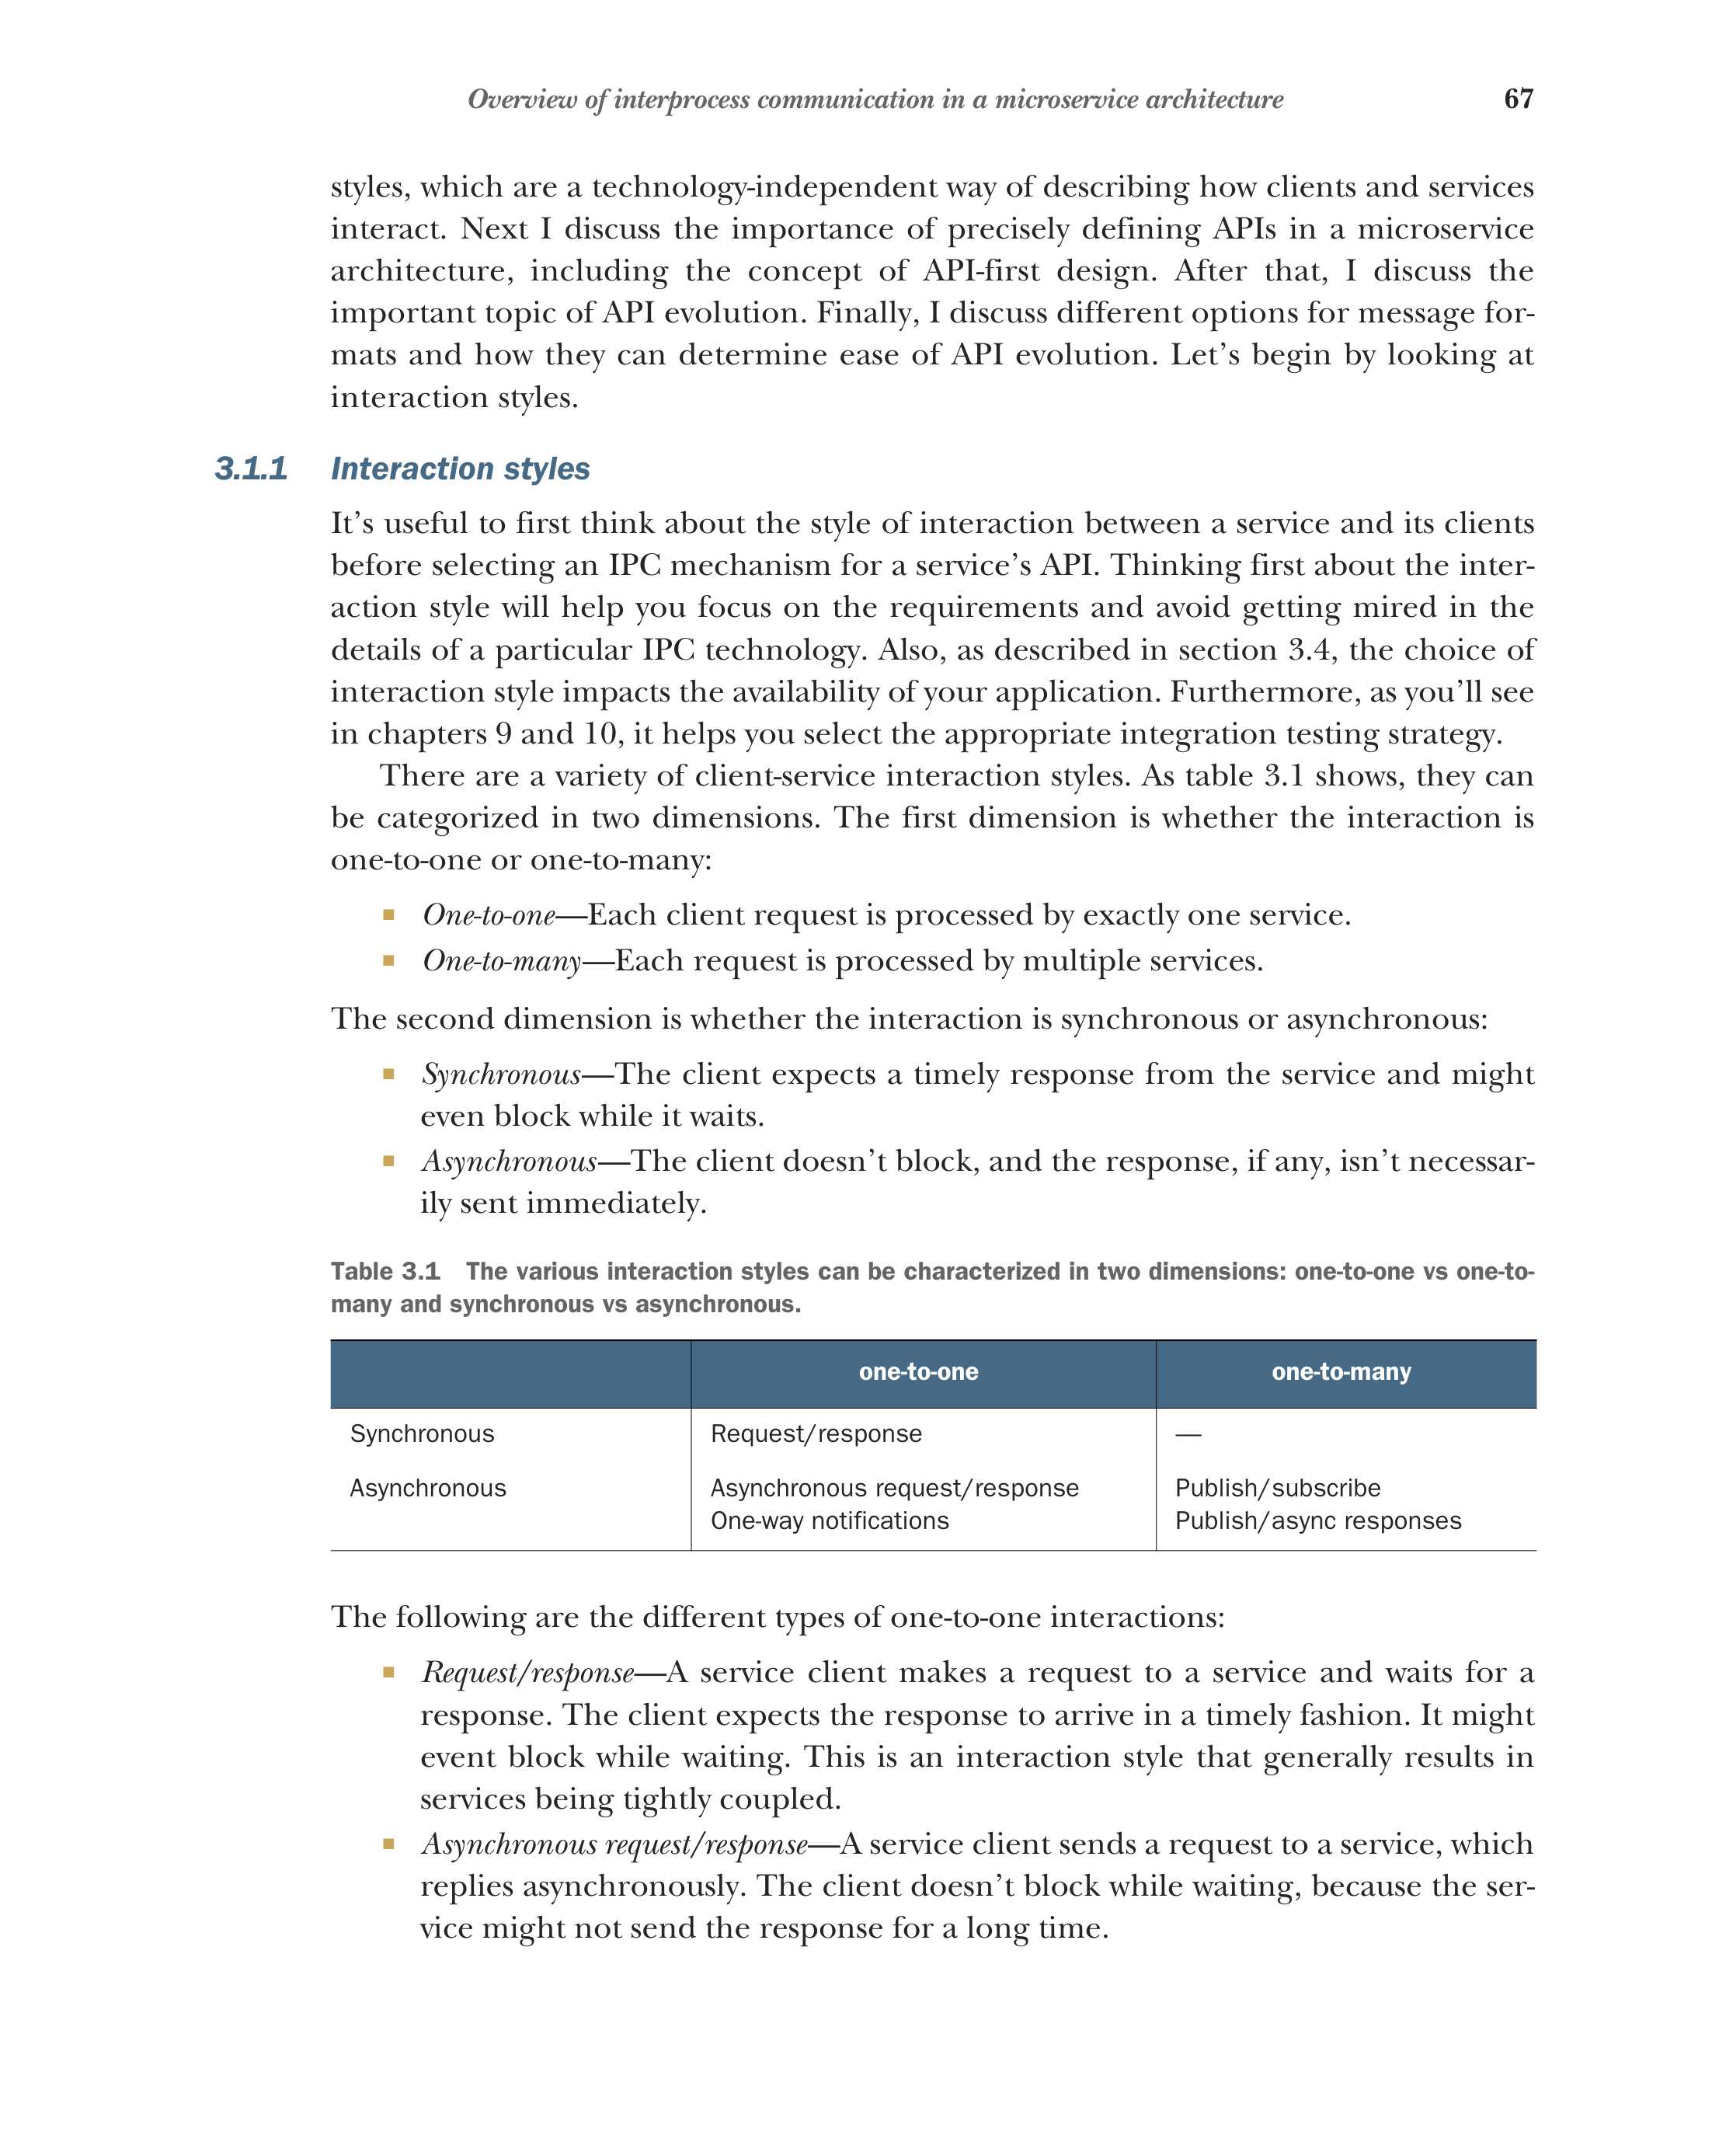 Overview of interprocess communication in a microservice architecture 67
styles, which are a technology-independent way of describing how clients and services
interact. Next I discuss the importance of precisely defining APIs in a microservice
architecture, including the concept of API-first design. After that, I discuss the
important topic of API evolution. Finally, I discuss different options for message for-
mats and how they can determine ease of API evolution. Let’s begin by looking at
interaction styles.
3.1.1 Interaction styles
It’s useful to first think about the style of interaction between a service and its clients
before selecting an IPC mechanism for a service’s API. Thinking first about the inter-
action style will help you focus on the requirements and avoid getting mired in the
details of a particular IPC technology. Also, as described in section 3.4, the choice of
interaction style impacts the availability of your application. Furthermore, as you’ll see
in chapters 9 and 10, it helps you select the appropriate integration testing strategy.
There are a variety of client-service interaction styles. As table 3.1 shows, they can
be categorized in two dimensions. The first dimension is whether the interaction is
one-to-one or one-to-many:
■ One-to-one—Each client request is processed by exactly one service.
■ One-to-many—Each request is processed by multiple services.
The second dimension is whether the interaction is synchronous or asynchronous:
■ Synchronous—The client expects a timely response from the service and might
even block while it waits.
■ Asynchronous—The client doesn’t block, and the response, if any, isn’t necessar-
ily sent immediately.
Table 3.1 The various interaction styles can be characterized in two dimensions: one-to-one vs one-to-
many and synchronous vs asynchronous.
one-to-one one-to-many
Synchronous Request/response —
Asynchronous Asynchronous request/response Publish/subscribe
One-way notifications Publish/async responses
The following are the different types of one-to-one interactions:
■ Request/response—A service client makes a request to a service and waits for a
response. The client expects the response to arrive in a timely fashion. It might
event block while waiting. This is an interaction style that generally results in
services being tightly coupled.
■ Asynchronous request/response—A service client sends a request to a service, which
replies asynchronously. The client doesn’t block while waiting, because the ser-
vice might not send the response for a long time.